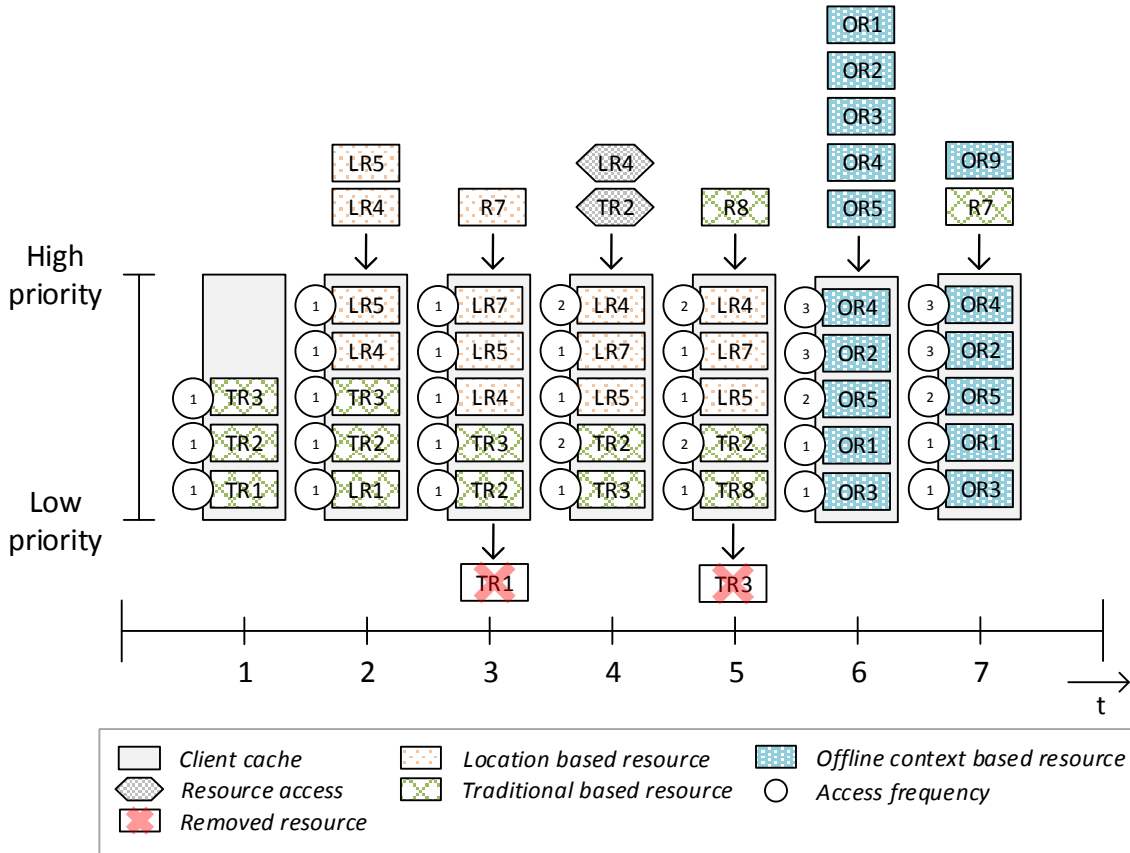 OR1
OR2
OR3
LR5 LR4 OR4 OR9
LR4 R7 TR2 R8 OR5 R7
High
priority
1 LR5 1 LR7 2 LR4 2 LR4 3 OR4 3 OR4
1 LR4 1 LR5 1 LR7 1 LR7 3 OR2 3 OR2
1 TR3 1 TR3 1 LR4 1 LR5 1 LR5 2 OR5 2 OR5
1 TR2 1 TR2 1 TR3 2 TR2 2 TR2 1 OR1 1 OR1
1 TR1 1 LR1 1 TR2 1 TR3 1 TR8 1 OR3 1 OR3
Low
priority
TR1 TR3
1 2 3 4 5 6 7
t
Client cache Location based resource Offline context based resource
Resource access Traditional based resource Access frequency
Removed resource